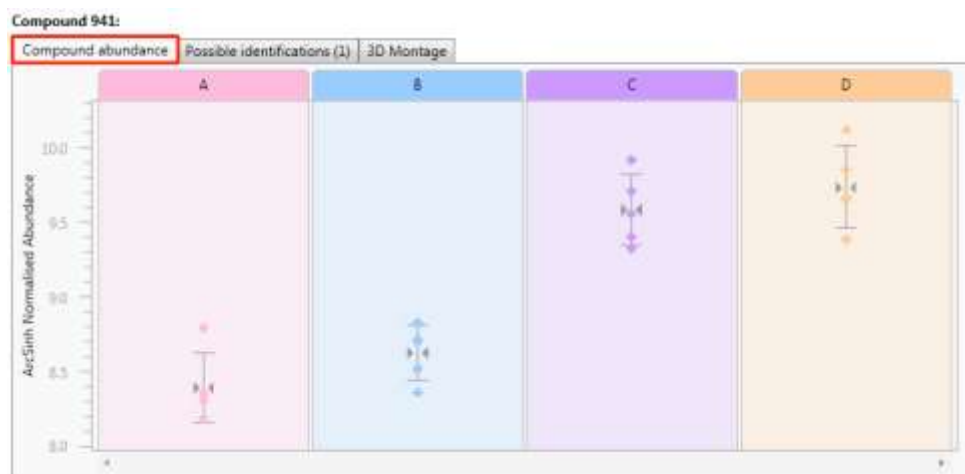 Compound 941:
Compound abundance Possible identifications (1) 3D Montage
A B C D
10.0
9.5
9.0
8.5
8.0
ArcSinh Normalised Abundance